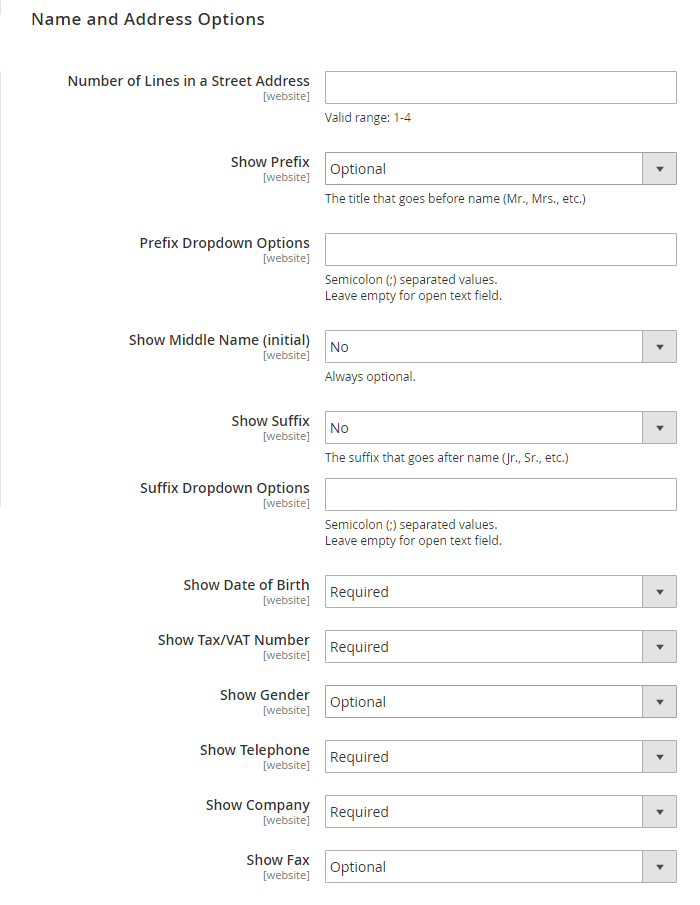 Name and Address Options
Number of Lines in a Street Address
[website]
Valid range: 1-4
Show Prefix
[website]
Optional
The title that goes before name (Mr., Mrs., etc.)
Prefix Dropdown Options
[website]
Semicolon (;) separated values.
Leave empty for open text field.
Show Middle Name (initial)
[website]
No
Always optional.
Show Suffix
[website]
No
The suffix that goes after name (Jr., Sr., etc.)
Suffix Dropdown Options
[website]
Semicolon (;) separated values.
Leave empty for open text field.
Show Date of Birth
[website]
Required
Show Tax/VAT Number
[website]
Required
Show Gender
[website]
Optional
Show Telephone
[website]
Required
Show Company
[website]
Required
Show Fax
[website]
Optional